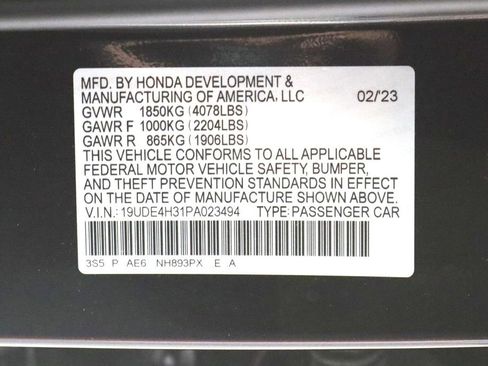 MFD. BY HONDA DEVELOPMENT &
MANUFACTURING OF AMERICA, LLC 02/'23
GVWR 1850KG (4078LBS)
GAWR F 1000KG (2204LBS)
GAWR R 865KG (1906LBS)
THIS VEHICLE CONFORMS TO ALL APPLICABLE
FEDERAL MOTOR VEHICLE SAFETY, BUMPER,
AND THEFT PREVENTION STANDARDS IN EFFECT
ON THE DATE OF MANUFACTURE SHOWN ABOVE.
V.I.N.: 19UDE4H31PA023494 TYPE: PASSENGER CAR
3S5 P AE6 NH893PX E A